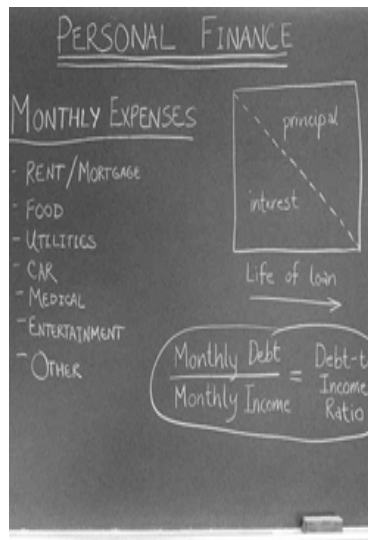 PERSONAL FINANCE
MONTHLY EXPENSES
- RENT/MORTGAGE
- FOOD
- UTILITIES
- CAR
- MEDICAL
- ENTERTAINMENT
- OTHER
principal
interest
Life of loan
Monthly Debt
Monthly Income
=
Debt-t
Income
Ratio